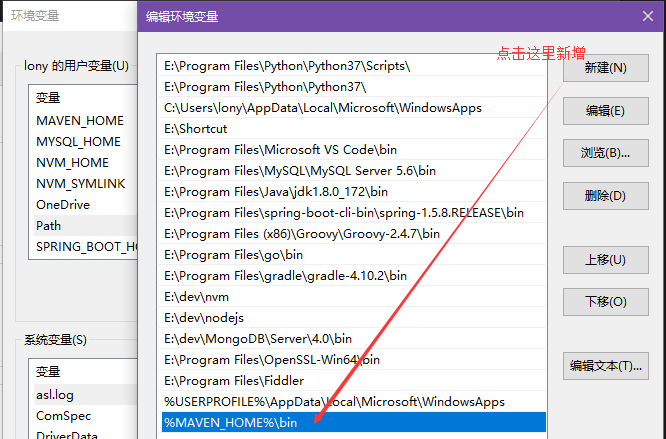 环境变量
编辑环境变量
点击这里新增
lony 的用户变量(U)
变量
MAVEN_HOME
MYSQL_HOME
NVM_HOME
NVM_SYMLINK
OneDrive
Path
SPRING_BOOT_HO
系统变量(S)
变量
asl.log
ComSpec
DriverData
E:\Program Files\Python\Python37\Scripts\
E:\Program Files\Python\Python37\
C:\Users\lony\AppData\Local\Microsoft\WindowsApps
E:\Shortcut
E:\Program Files\Microsoft VS Code\bin
E:\Program Files\MySQL\MySQL Server 5.6\bin
E:\Program Files\Java\jdk1.8.0_172\bin
E:\Program Files\spring-boot-cli-bin\spring-1.5.8.RELEASE\bin
E:\Program Files (x86)\Groovy\Groovy-2.4.7\bin
E:\Program Files\go\bin
E:\Program Files\gradle\gradle-4.10.2\bin
E:\dev\nvm
E:\dev\nodejs
E:\dev\MongoDB\Server\4.0\bin
E:\Program Files\OpenSSL-Win64\bin
E:\Program Files\Fiddler
%USERPROFILE%\AppData\Local\Microsoft\WindowsApps
%MAVEN_HOME%\bin
新建(N)
编辑(E)
浏览(B)...
删除(D)
上移(U)
下移(O)
编辑文本(T)...